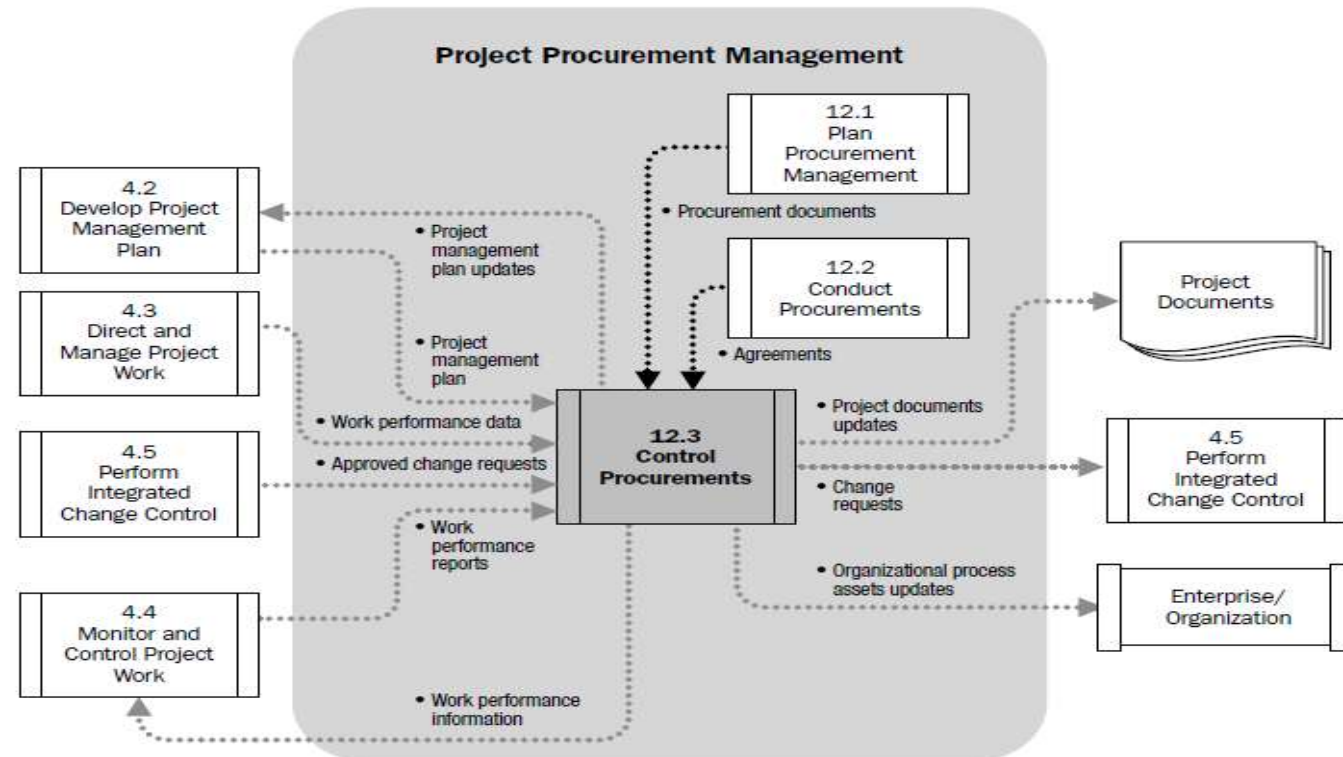 Project Procurement Management
12.1
Plan
Procurement
Management
4.2
Develop Project
Management
Plan
• Procurement documents
• Project
management
plan updates
12.2
Conduct
Procurements
Project
Documents
4.3
Direct and
Manage Project
Work
• Project
management
plan
• Agreements
• Work performance data
12.3
Control
Procurements
• Project documents
updates
4.5
Perform
Integrated
Change Control
• Approved change requests
4.5
Perform
Integrated
Change Control
• Change
requests
• Work
performance
reports
• Organizational process
assets updates
Enterprise/
Organization
4.4
Monitor and
Control Project
Work
• Work performance
information